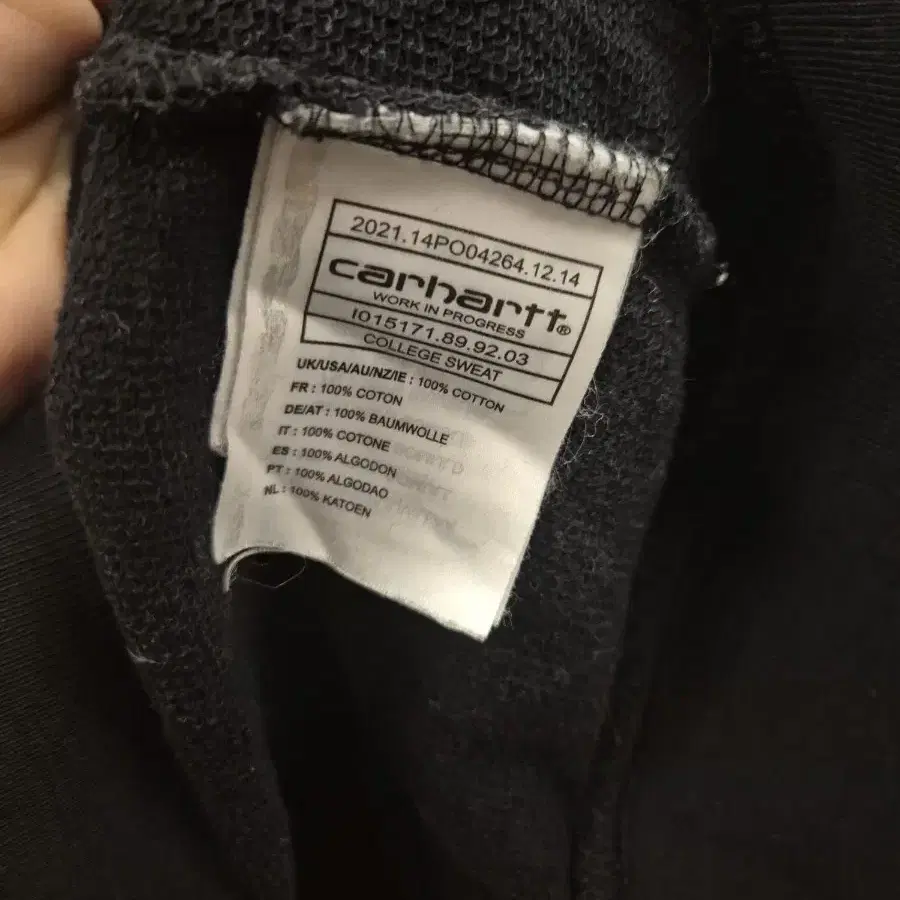 2021.14PO04264.12.14
carhartt®
WORK IN PROGRESS
I015171.89.92.03
COLLEGE SWEAT
UK/USA/AU/NZ/IE : 100% COTTON
FR : 100% COTON
DE/AT : 100% BAUMWOLLE
IT : 100% COTONE
ES : 100% ALGODON
PT : 100% ALGODAO
NL : 100% KATOEN